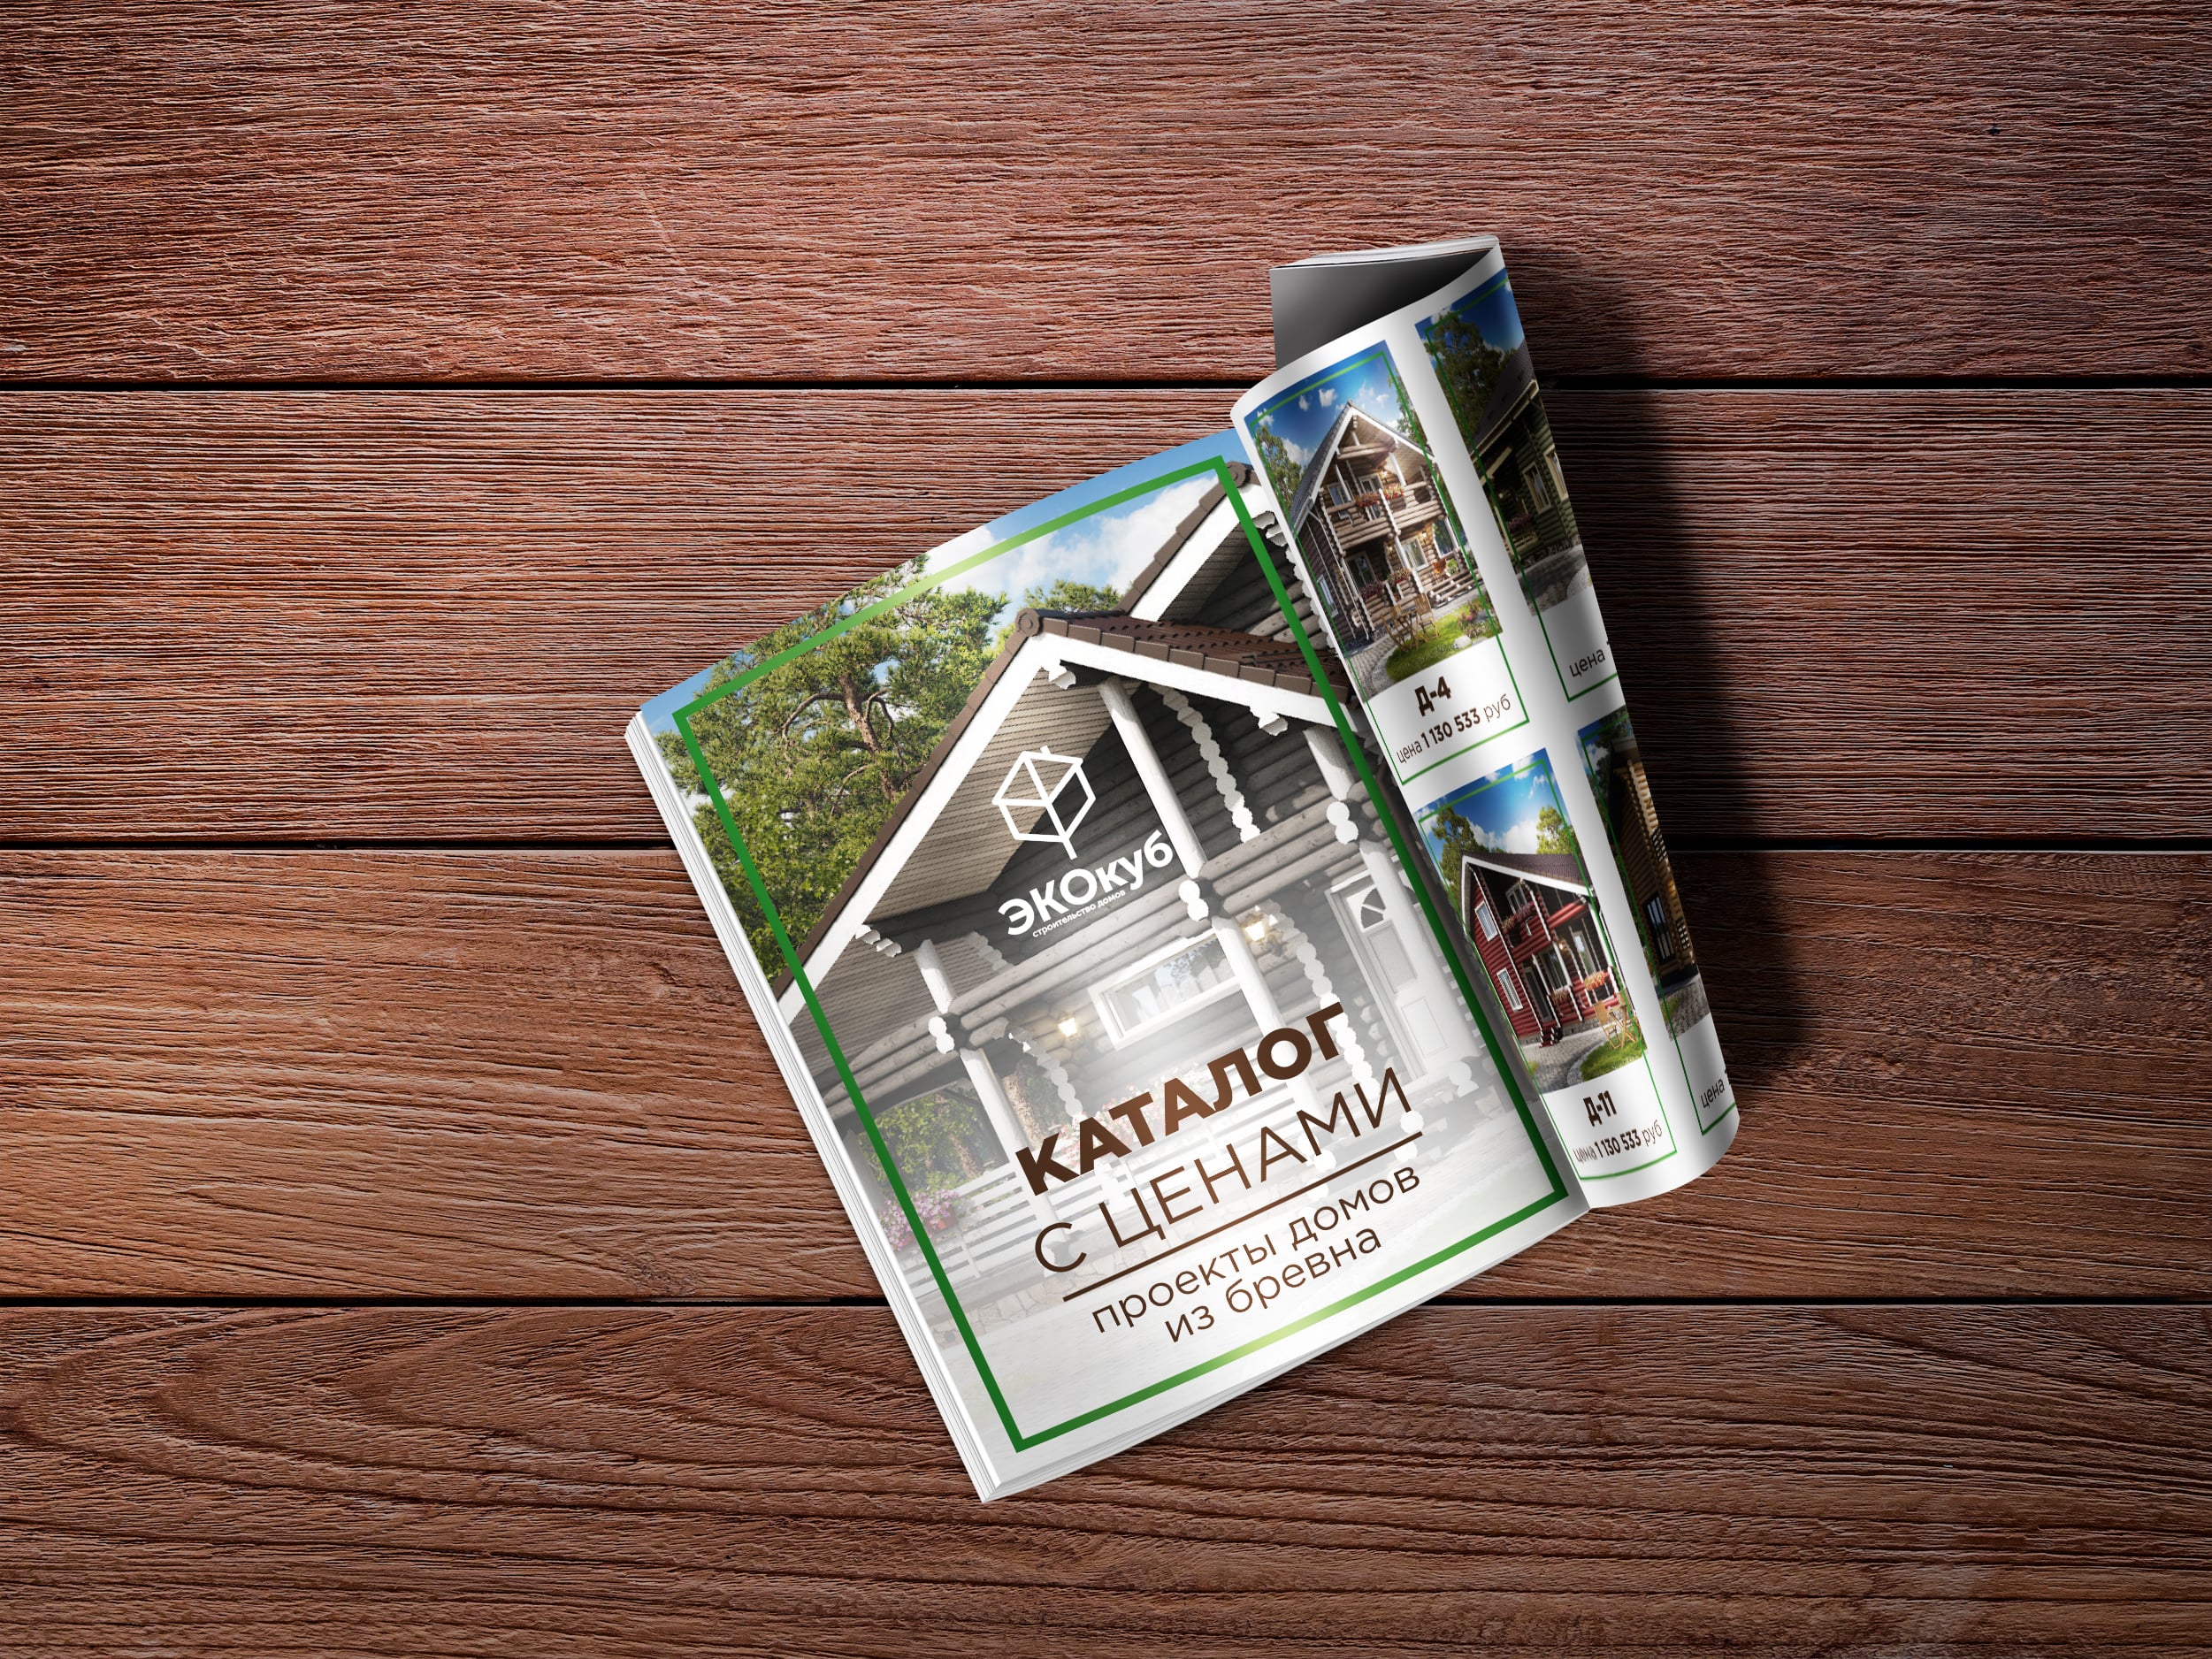 ЭКОкуб
строительство домов
КАТАЛОГ
С ЦЕНАМИ
проекты домов
из бревна
Д-4
цена 1 130 533 руб
цена
Д-11
цена 1 130 533 руб
цена